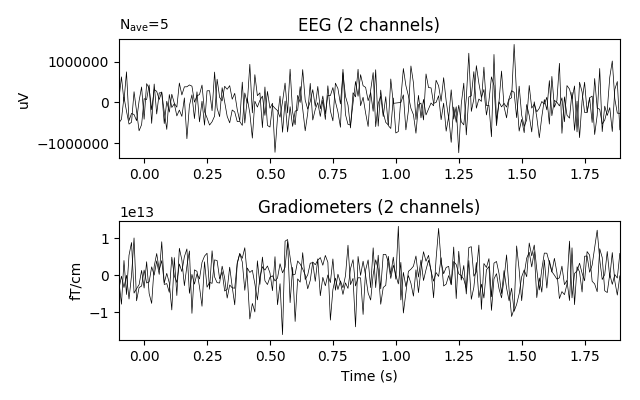 Nave=5
EEG (2 channels)
uV
1000000
0
−1000000
0.00 0.25 0.50 0.75 1.00 1.25 1.50 1.75
Gradiometers (2 channels)
1e13
fT/cm
1
0
−1
0.00 0.25 0.50 0.75 1.00 1.25 1.50 1.75
Time (s)